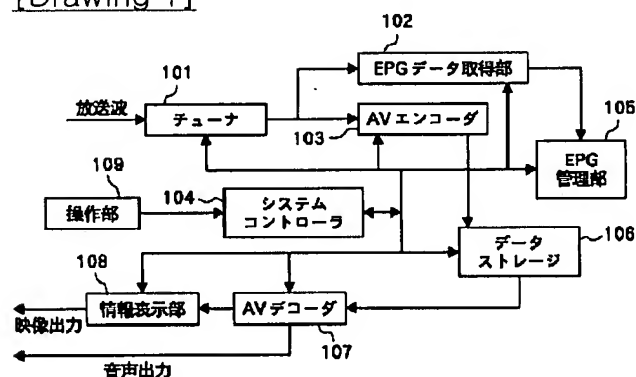 [Drawing 1]
102
EPGデータ取得部
101
放送波
チューナ
103
AVエンコーダ
105
EPG
管理部
109
操作部
104
システム
コントローラ
データ
ストレージ
106
108
情報表示部
AVデコーダ
107
映像出力
音声出力